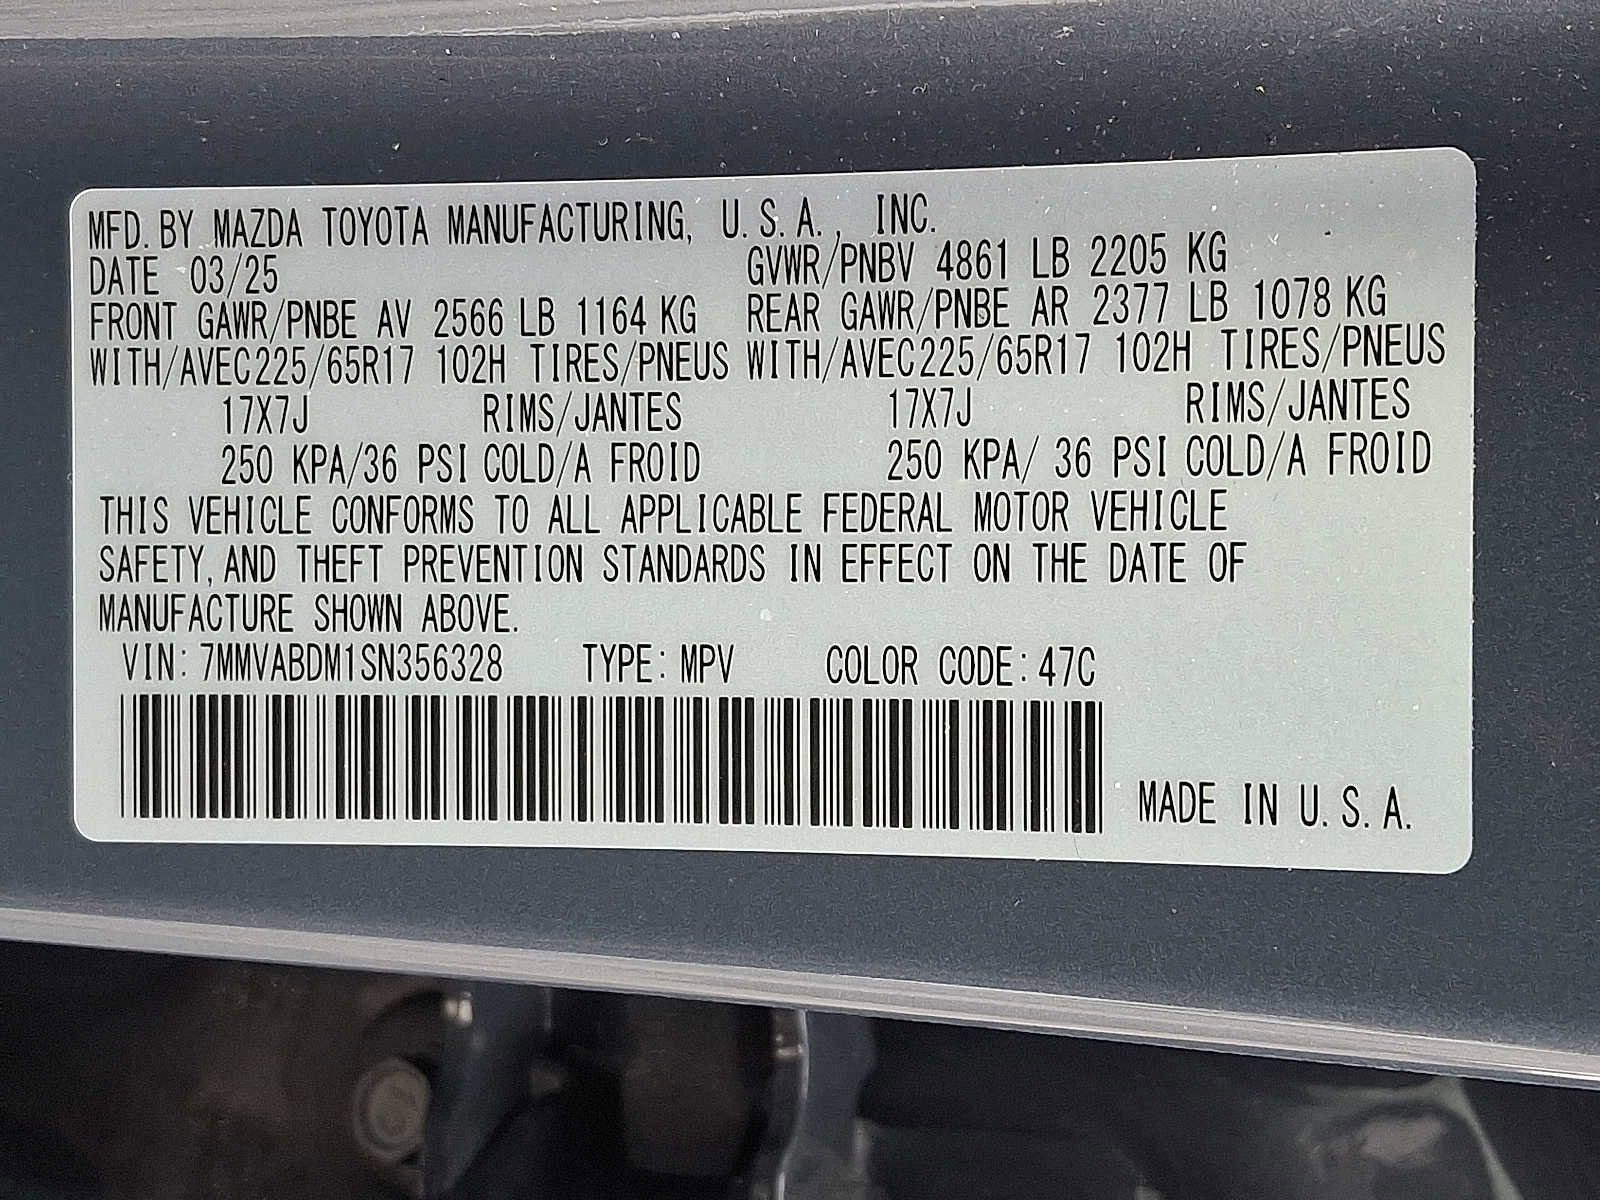 MFD. BY MAZDA TOYOTA MANUFACTURING, U.S.A., INC.
DATE 03/25 GVWR/PNBV 4861 LB 2205 KG
FRONT GAWR/PNBE AV 2566 LB 1164 KG REAR GAWR/PNBE AR 2377 LB 1078 KG
WITH/AVEC225/65R17 102H TIRES/PNEUS WITH/AVEC225/65R17 102H TIRES/PNEUS
17X7J RIMS/JANTES 17X7J RIMS/JANTES
250 KPA/36 PSI COLD/A FROID 250 KPA/ 36 PSI COLD/A FROID
THIS VEHICLE CONFORMS TO ALL APPLICABLE FEDERAL MOTOR VEHICLE
SAFETY, AND THEFT PREVENTION STANDARDS IN EFFECT ON THE DATE OF
MANUFACTURE SHOWN ABOVE.
VIN: 7MMVABDM1SN356328 TYPE: MPV COLOR CODE: 47C
MADE IN U.S.A.